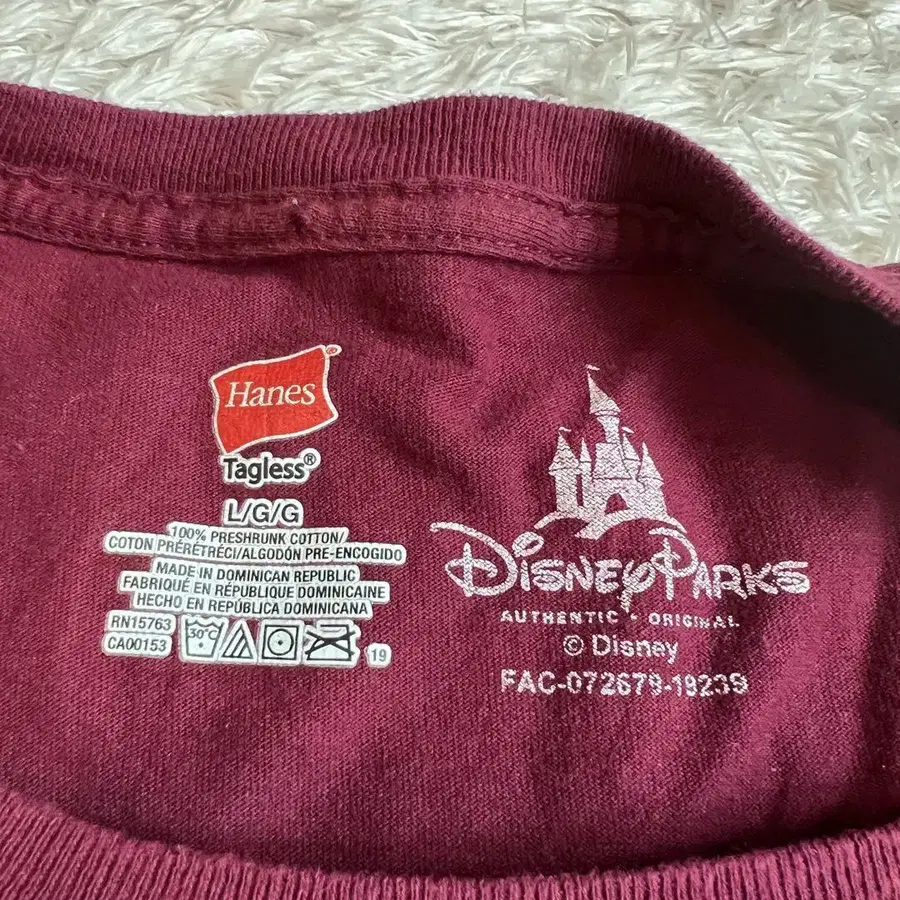 Hanes®
Tagless®
L/G/G
100% PRESHRUNK COTTON/
COTON PRÉRÉTRÉCI/ALGODÓN PRE-ENCOGIDO
MADE IN DOMINICAN REPUBLIC
FABRIQUÉ EN RÉPUBLIQUE DOMINICAINE
HECHO EN REPÚBLICA DOMINICANA
RN15763
CA00153
30°C
19
Disney Parks
AUTHENTIC • ORIGINAL
© Disney
FAC-072679-19239